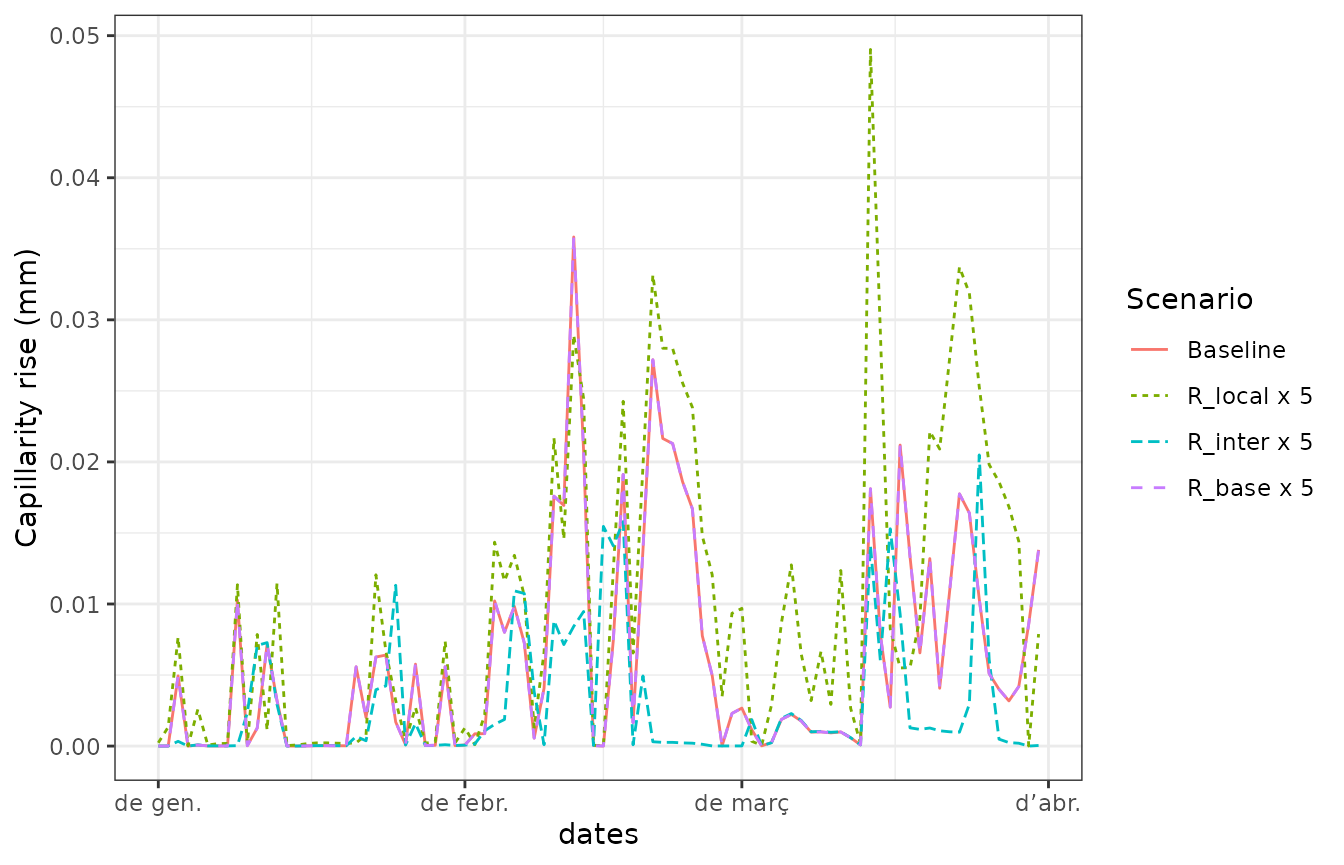 0.05
0.04
0.03
0.02
0.01
0.00
Capillarity rise (mm)
de gen.
de febr.
de març
d’abr.
dates
Scenario
Baseline
R_local x 5
R_inter x 5
R_base x 5